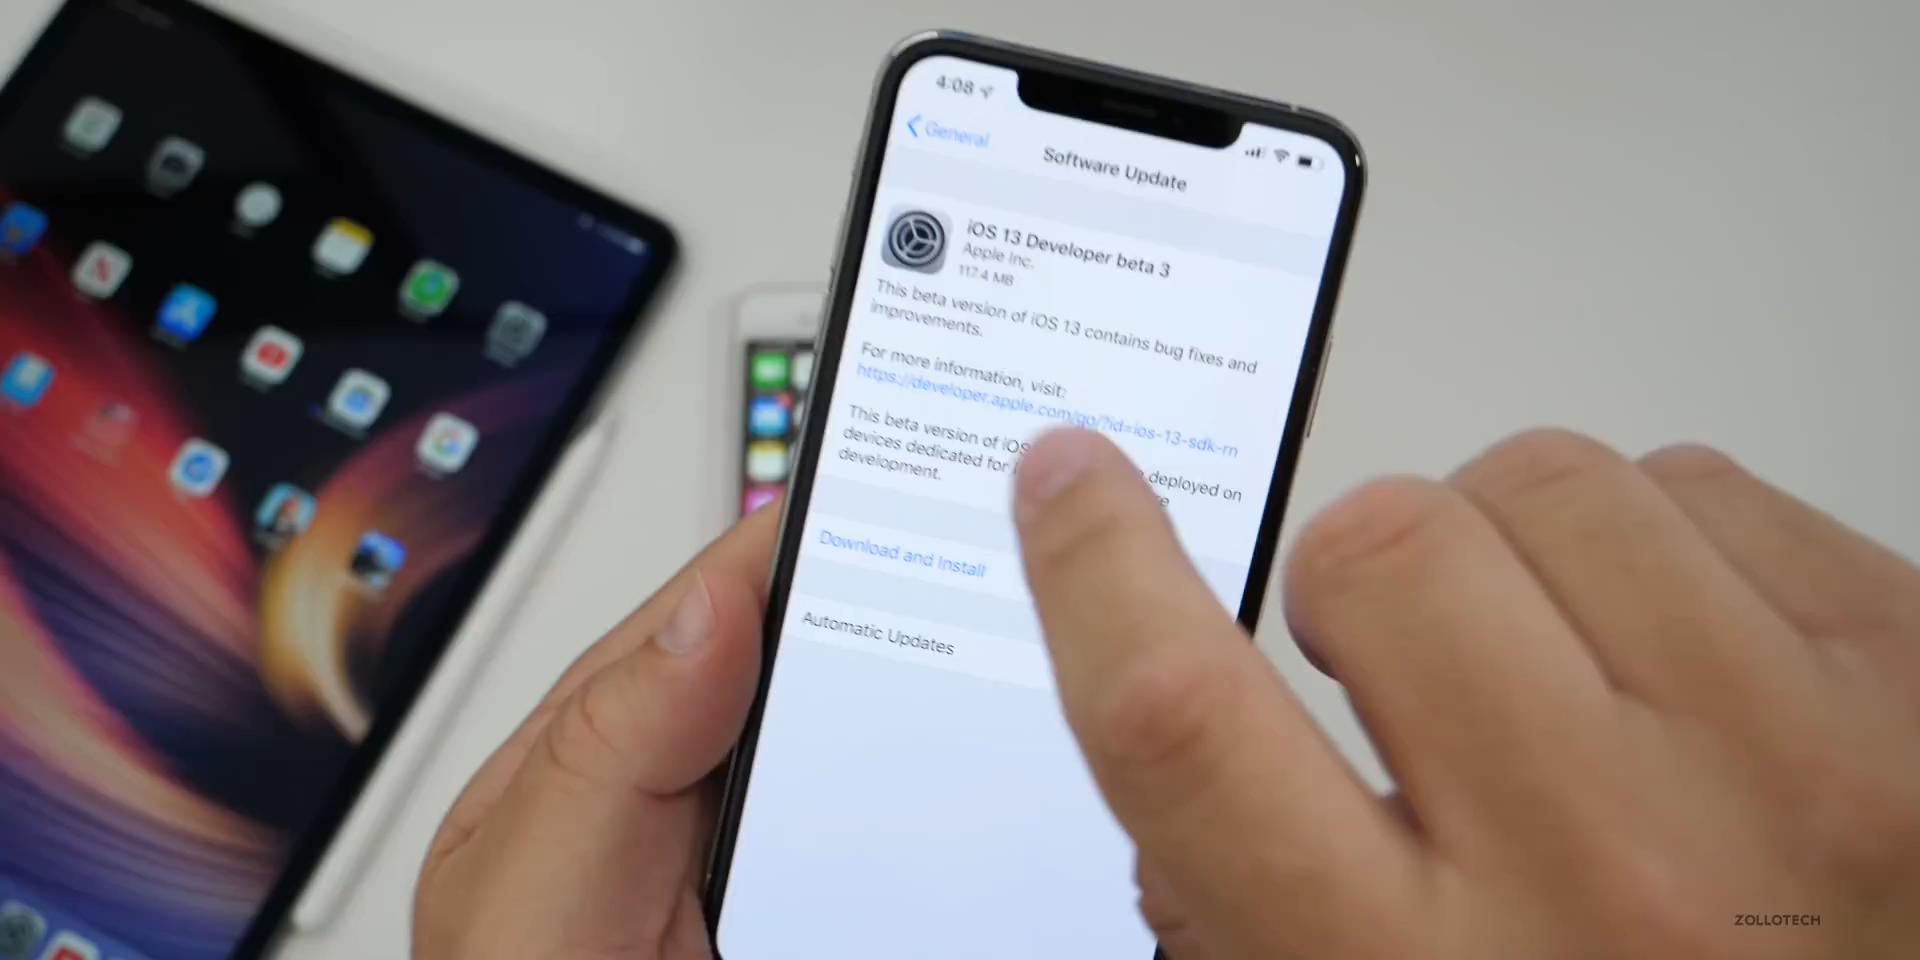 4:08
General
Software Update
iOS 13 Developer beta 3
Apple Inc.
117.4 MB
This beta version of iOS 13 contains bug fixes and
improvements.
For more information, visit:
https://developer.apple.com/go/?id=ios-13-sdk-rn
This beta version of iOS deployed on
devices dedicated for
development.
Download and Install
Automatic Updates
ZOLLOTECH